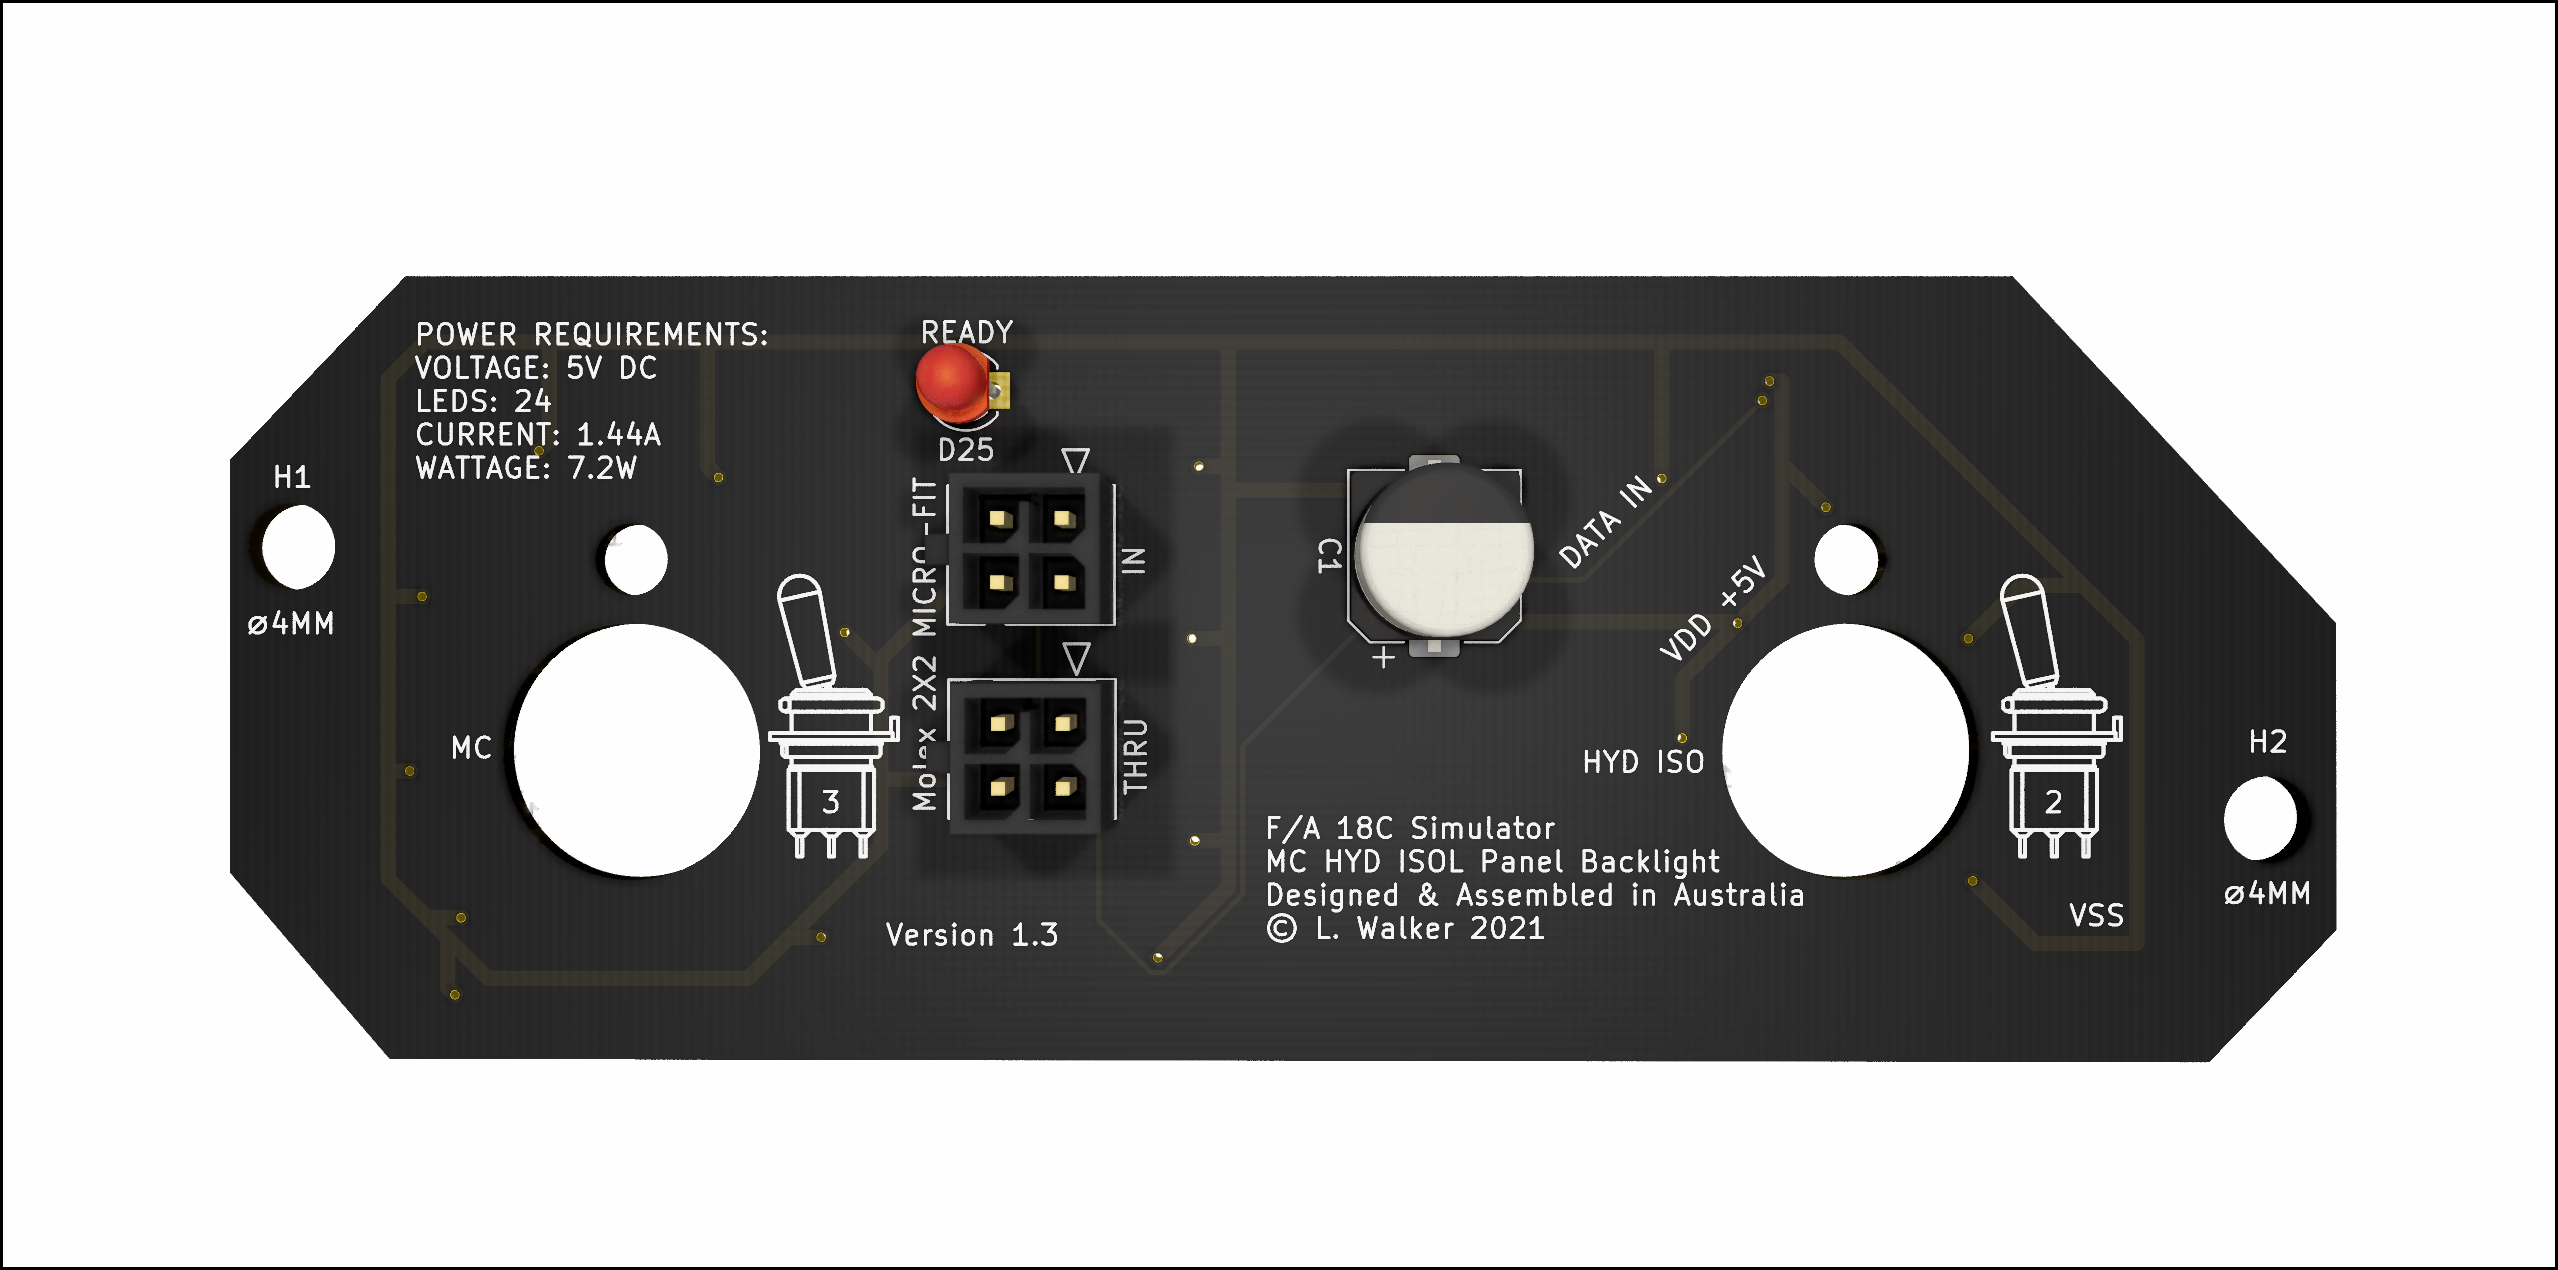 POWER REQUIREMENTS:
VOLTAGE: 5V DC
LEDS: 24
CURRENT: 1.44A
WATTAGE: 7.2W
READY
D25
H1
ø4MM
Molex 2X2 MICRO-FIT
IN
THRU
C1
+
DATA IN
VDD +5V
MC
3
HYD ISO
2
H2
ø4MM
VSS
F/A 18C Simulator
MC HYD ISOL Panel Backlight
Designed & Assembled in Australia
© L. Walker 2021
Version 1.3